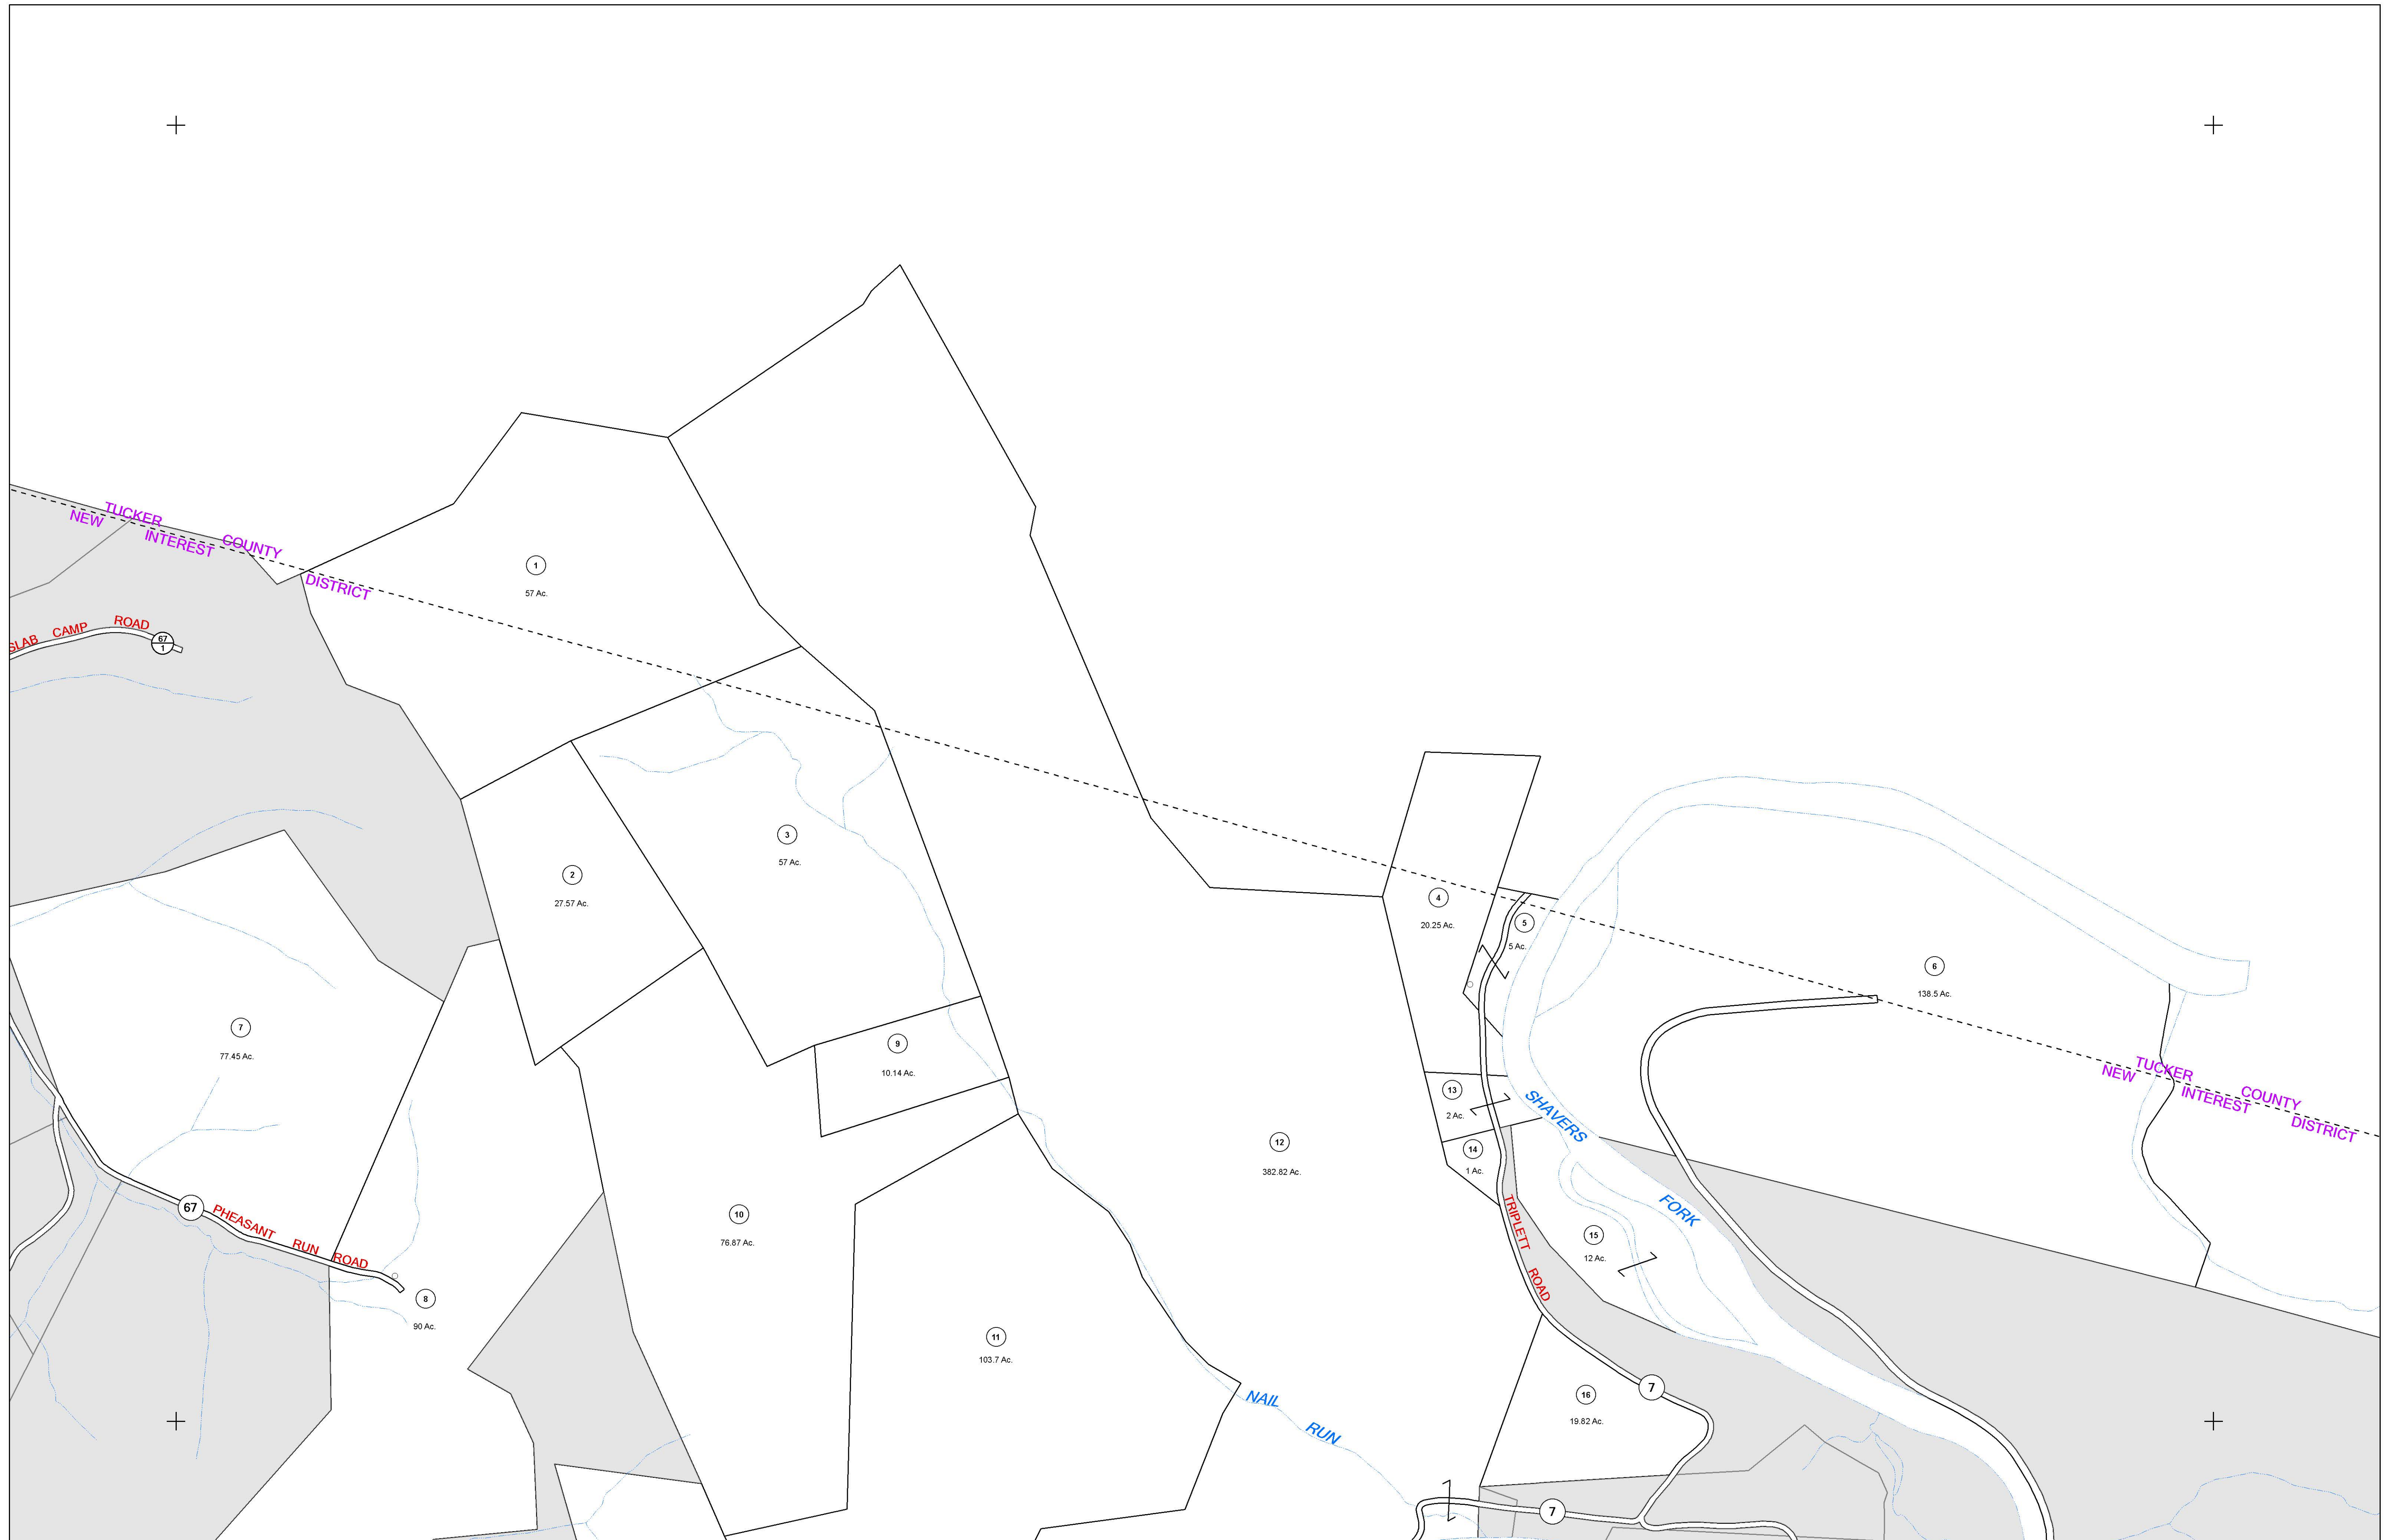 TUCKER COUNTY
NEW INTEREST DISTRICT
1
57 Ac.
SLAB CAMP ROAD
67
1
3
57 Ac.
2
27.57 Ac.
4
20.25 Ac.
5
5 Ac.
6
138.5 Ac.
7
77.45 Ac.
9
10.14 Ac.
TUCKER COUNTY
NEW INTEREST DISTRICT
13
2 Ac.
SHAVERS FORK
12
382.82 Ac.
14
1 Ac.
67
PHEASANT RUN ROAD
10
76.87 Ac.
TRIPLETT ROAD
15
12 Ac.
8
90 Ac.
11
103.7 Ac.
NAIL RUN
7
16
19.82 Ac.
7